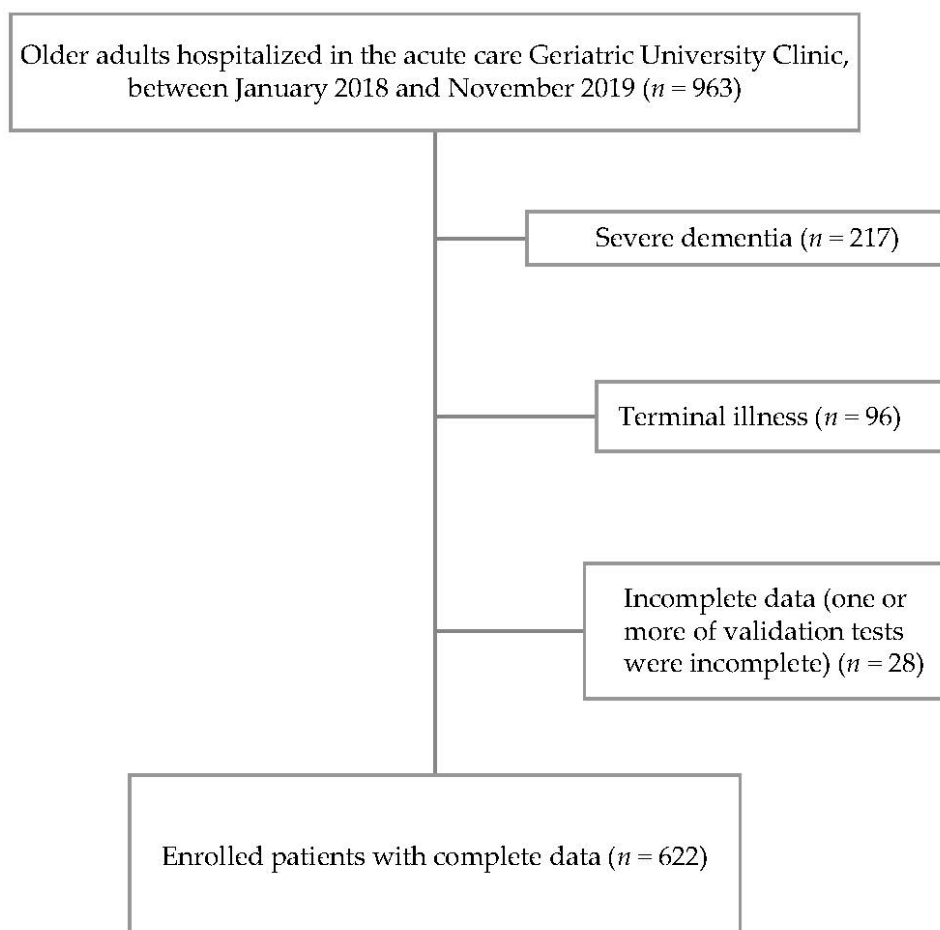 Older adults hospitalized in the acute care Geriatric University Clinic,
between January 2018 and November 2019 (n = 963)
Severe dementia (n = 217)
Terminal illness (n = 96)
Incomplete data (one or
more of validation tests
were incomplete) (n = 28)
Enrolled patients with complete data (n = 622)